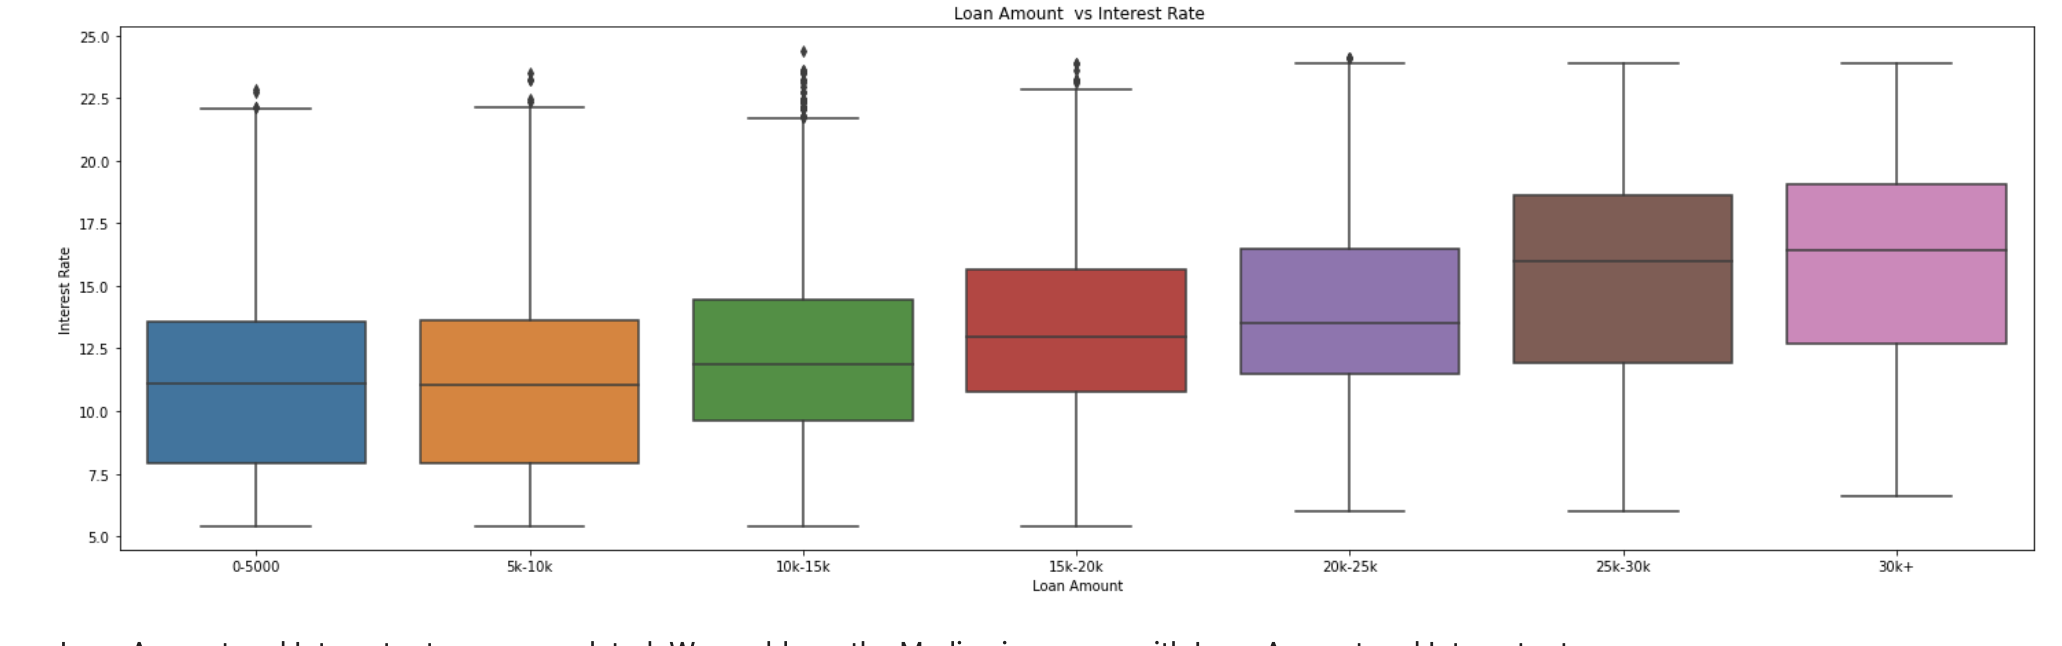 Loan Amount  vs Interest Rate
25.0
22.5
20.0
17.5
15.0
12.5
10.0
7.5
5.0
Interest Rate
0-5000 5k-10k 10k-15k 15k-20k 20k-25k 25k-30k 30k+
Loan Amount